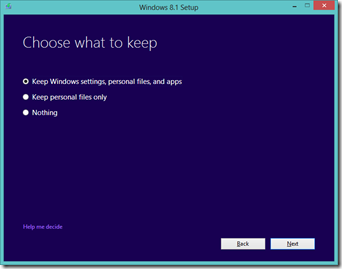 Windows 8.1 Setup
Choose what to keep
Keep Windows settings, personal files, and apps
Keep personal files only
Nothing
Help me decide
Back
Next